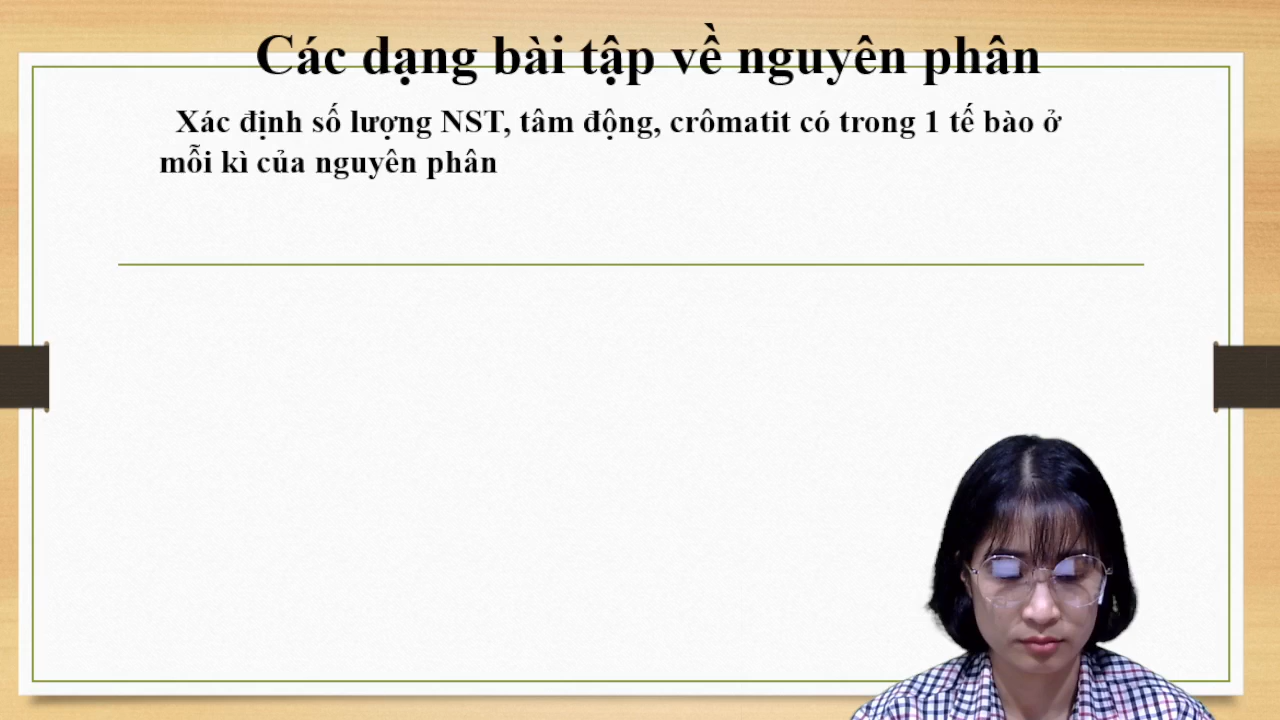 Các dạng bài tập về nguyên phân
Xác định số lượng NST, tâm động, crômatit có trong 1 tế bào ở
mỗi kì của nguyên phân